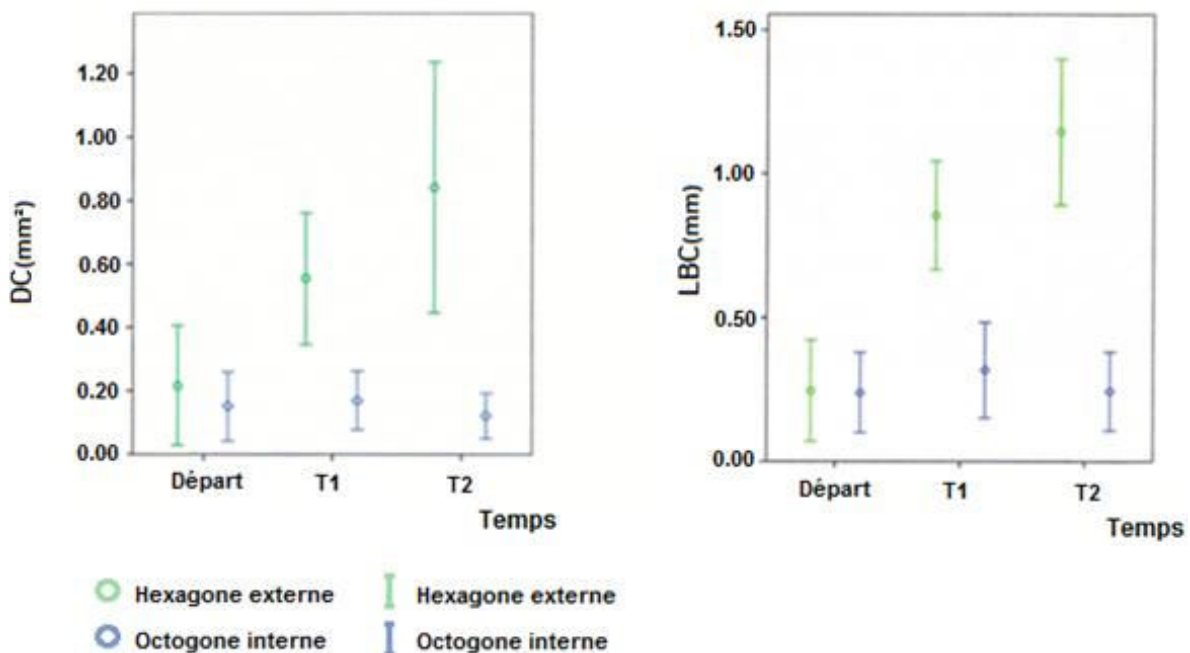 DC(mm²)
1.20
1.00
0.80
0.60
0.40
0.20
0.00
Départ T1 T2
Temps
LBC(mm)
1.50
1.00
0.50
0.00
Départ T1 T2
Temps
Hexagone externe Hexagone externe
Octogone interne Octogone interne